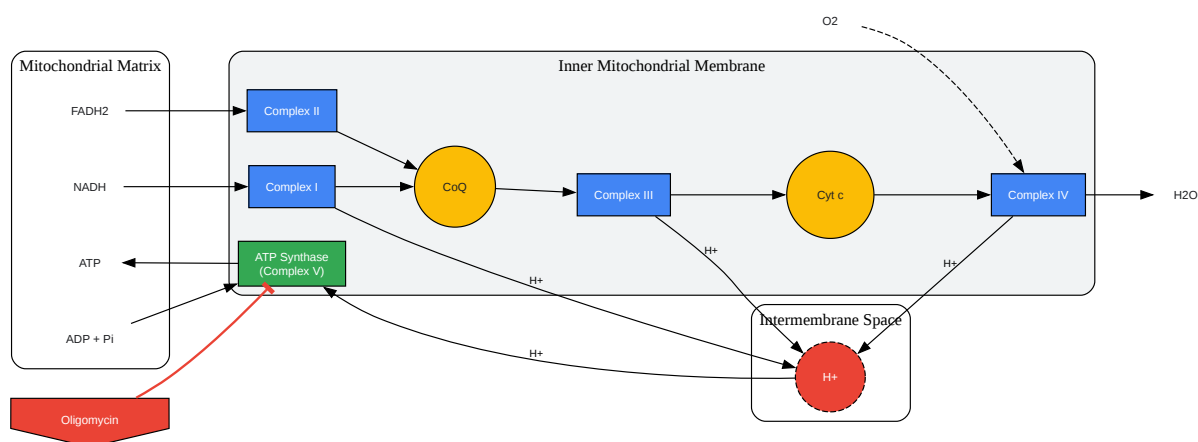 O2
Mitochondrial Matrix
Inner Mitochondrial Membrane
FADH2
Complex II
NADH
Complex I
CoQ
Complex III
Cyt c
Complex IV
H2O
ATP
ATP Synthase
(Complex V)
H+
H+
H+
ADP + Pi
Intermembrane Space
H+
H+
Oligomycin